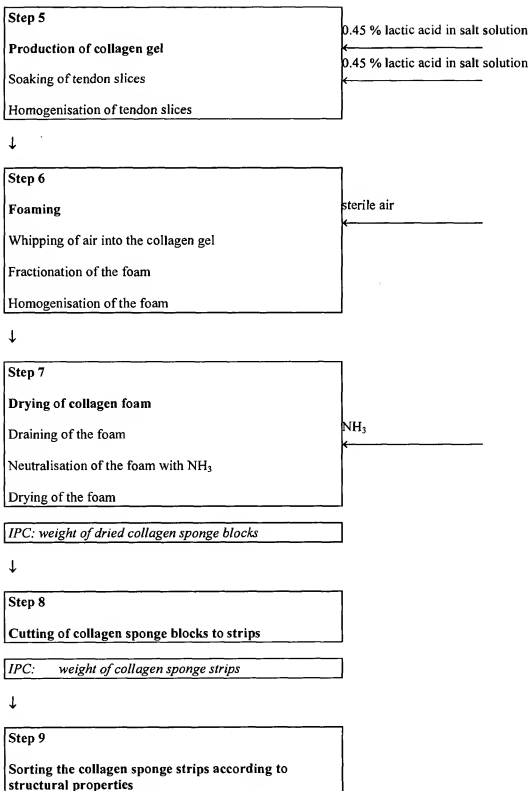 Step 5
0.45 % lactic acid in salt solution
Production of collagen gel
0.45 % lactic acid in salt solution
Soaking of tendon slices
Homogenisation of tendon slices
↓
Step 6
Foaming
sterile air
Whipping of air into the collagen gel
Fractionation of the foam
Homogenisation of the foam
↓
Step 7
Drying of collagen foam
Draining of the foam
NH₃
Neutralisation of the foam with NH₃
Drying of the foam
IPC: weight of dried collagen sponge blocks
↓
Step 8
Cutting of collagen sponge blocks to strips
IPC: weight of collagen sponge strips
↓
Step 9
Sorting the collagen sponge strips according to
structural properties